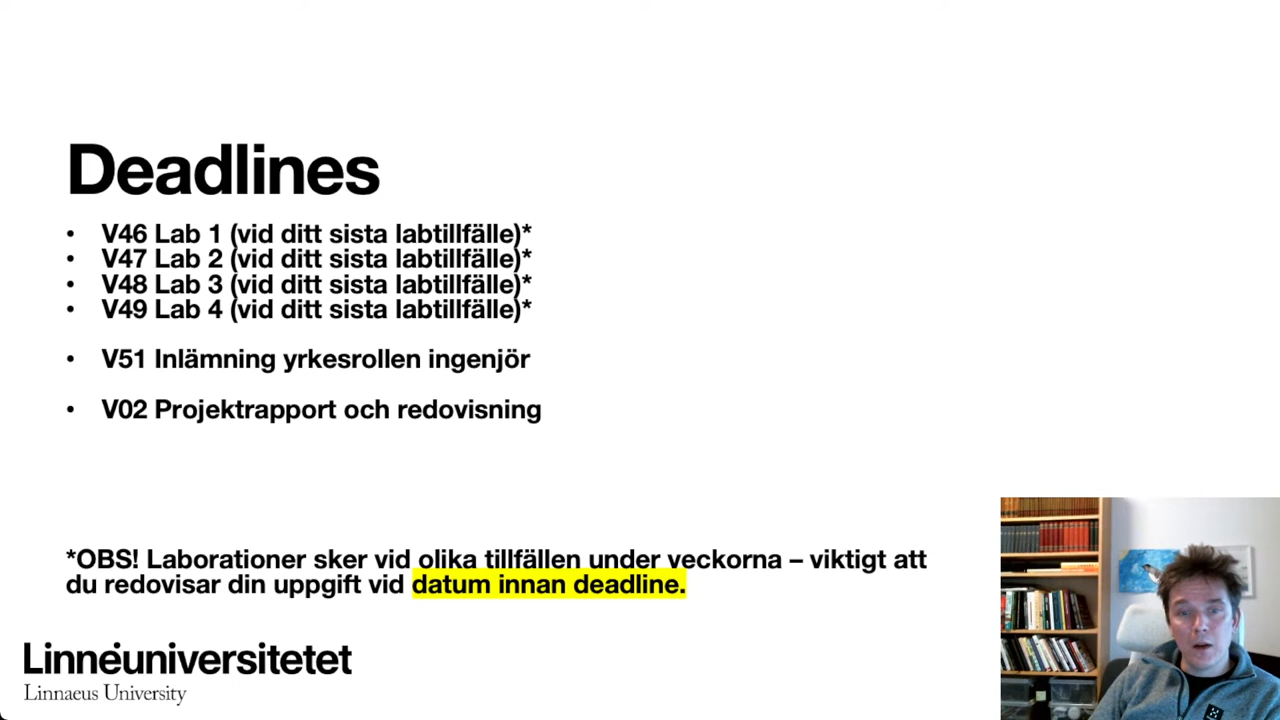 Deadlines
• V46 Lab 1 (vid ditt sista labtillfälle)*
• V47 Lab 2 (vid ditt sista labtillfälle)*
• V48 Lab 3 (vid ditt sista labtillfälle)*
• V49 Lab 4 (vid ditt sista labtillfälle)*
• V51 Inlämning yrkesrollen ingenjör
• V02 Projektrapport och redovisning
*OBS! Laborationer sker vid olika tillfällen under veckorna – viktigt att
du redovisar din uppgift vid datum innan deadline.
Linnéuniversitetet
Linnaeus University